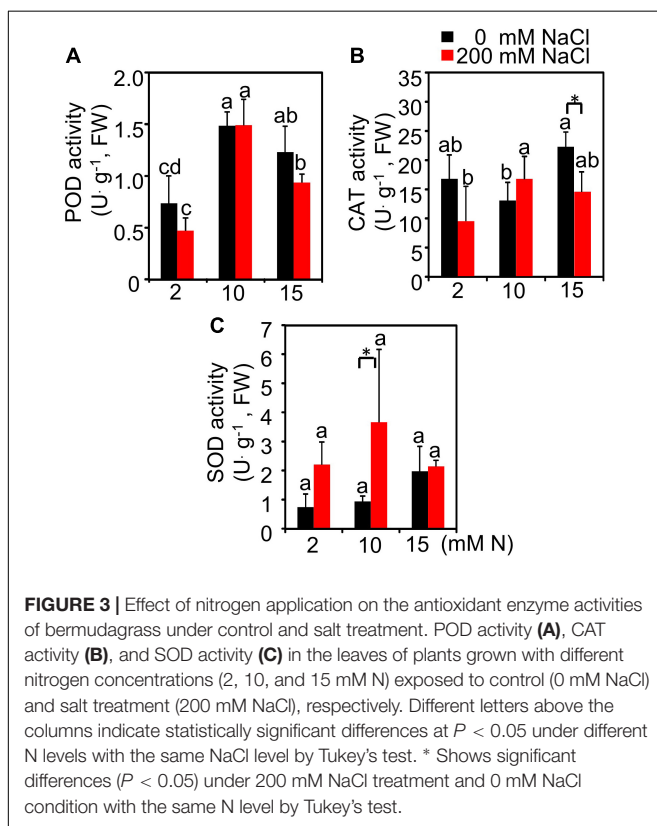 0 mM NaCl
200 mM NaCl
A
POD activity
(U· g-1, FW)
2.0
1.5
1.0
0.5
0
cd
c
a
a
ab
b
2
10
15
B
CAT activity
(U· g-1, FW)
35
30
25
20
15
10
5
0
ab
b
b
a
a
*
ab
2
10
15
C
SOD activity
(U· g-1, FW)
7
6
5
4
3
2
1
0
a
a
a
*
a
a
a
2
10
15
(mM N)
FIGURE 3 | Effect of nitrogen application on the antioxidant enzyme activities
of bermudagrass under control and salt treatment. POD activity (A), CAT
activity (B), and SOD activity (C) in the leaves of plants grown with different
nitrogen concentrations (2, 10, and 15 mM N) exposed to control (0 mM NaCl)
and salt treatment (200 mM NaCl), respectively. Different letters above the
columns indicate statistically significant differences at P < 0.05 under different
N levels with the same NaCl level by Tukey's test. * Shows significant
differences (P < 0.05) under 200 mM NaCl treatment and 0 mM NaCl
condition with the same N level by Tukey's test.